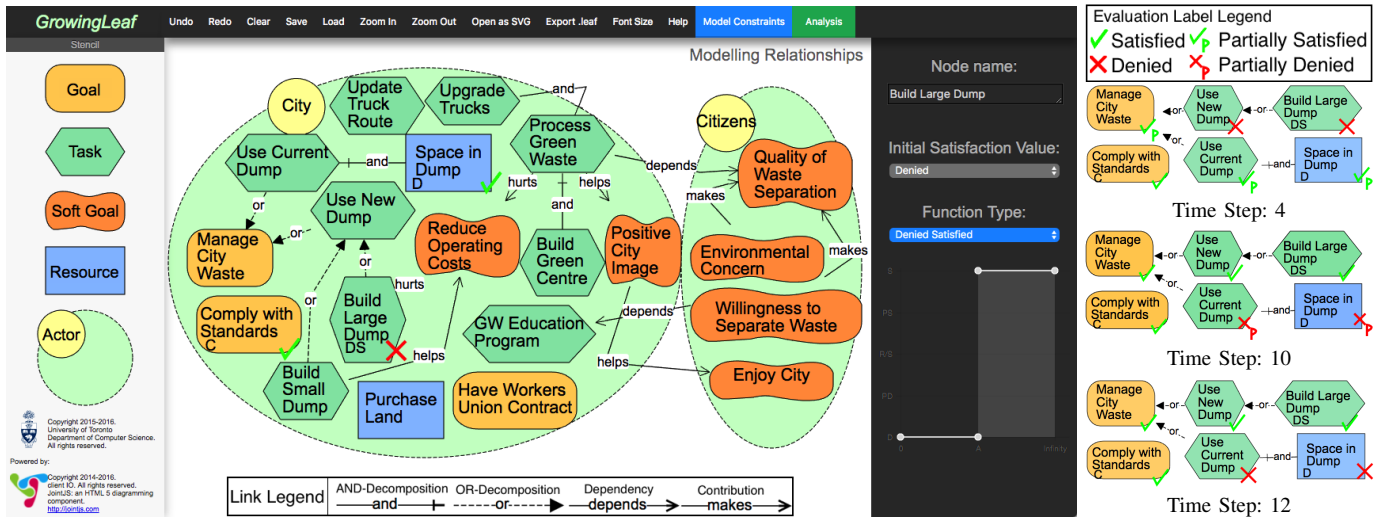 GrowingLeaf
Undo Redo Clear Save Load Zoom In Zoom Out Open as SVG Export .leaf Font Size Help Model Constraints Analysis
Stencil
Goal
Task
Soft Goal
Resource
Actor
Copyright 2015-2016.
University of Toronto
Department of Computer Science.
All rights reserved.
Powered by:
Copyright 2014-2016.
client IO. All rights reserved.
JointJS: an HTML 5 diagramming
component.
http://jointjs.com
Modelling Relationships
City
Update
Truck
Route
Upgrade
Trucks
and
Process
Green
Waste
Use Current
Dump
and
Space in
Dump
D
or
Use New
Dump
or
Manage
City
Waste
hurts
helps
and
Reduce
Operating
Costs
Build
Green
Centre
Positive
City
Image
or
or
hurts
Build
Large
Dump
DS
Comply with
Standards
C
helps
Build
Small
Dump
Purchase
Land
GW Education
Program
Have Workers
Union Contract
depends
Citizens
Quality of
Waste
Separation
makes
Environmental
Concern
makes
Willingness to
Separate Waste
depends
helps
Enjoy City
Link Legend
AND-Decomposition
and
OR-Decomposition
or
Dependency
depends
Contribution
makes
Node name:
Build Large Dump
Initial Satisfaction Value:
Denied
Function Type:
Denied Satisfied
S
PS
PD
D
0 A Infinity
Evaluation Label Legend
Satisfied P Partially Satisfied
Denied P Partially Denied
Manage
City
Waste
P
or
Use
New
Dump
or
Build Large
Dump
DS
or
Comply with
Standards
C
Use
Current
Dump
P
and
Space in
Dump
D
P
Time Step: 4
Manage
City
Waste
or
Use
New
Dump
or
Build Large
Dump
DS
or
Comply with
Standards
C
Use
Current
Dump
P
and
Space in
Dump
D
P
Time Step: 10
Manage
City
Waste
or
Use
New
Dump
or
Build Large
Dump
DS
or
Comply with
Standards
C
Use
Current
Dump
and
Space in
Dump
D
Time Step: 12